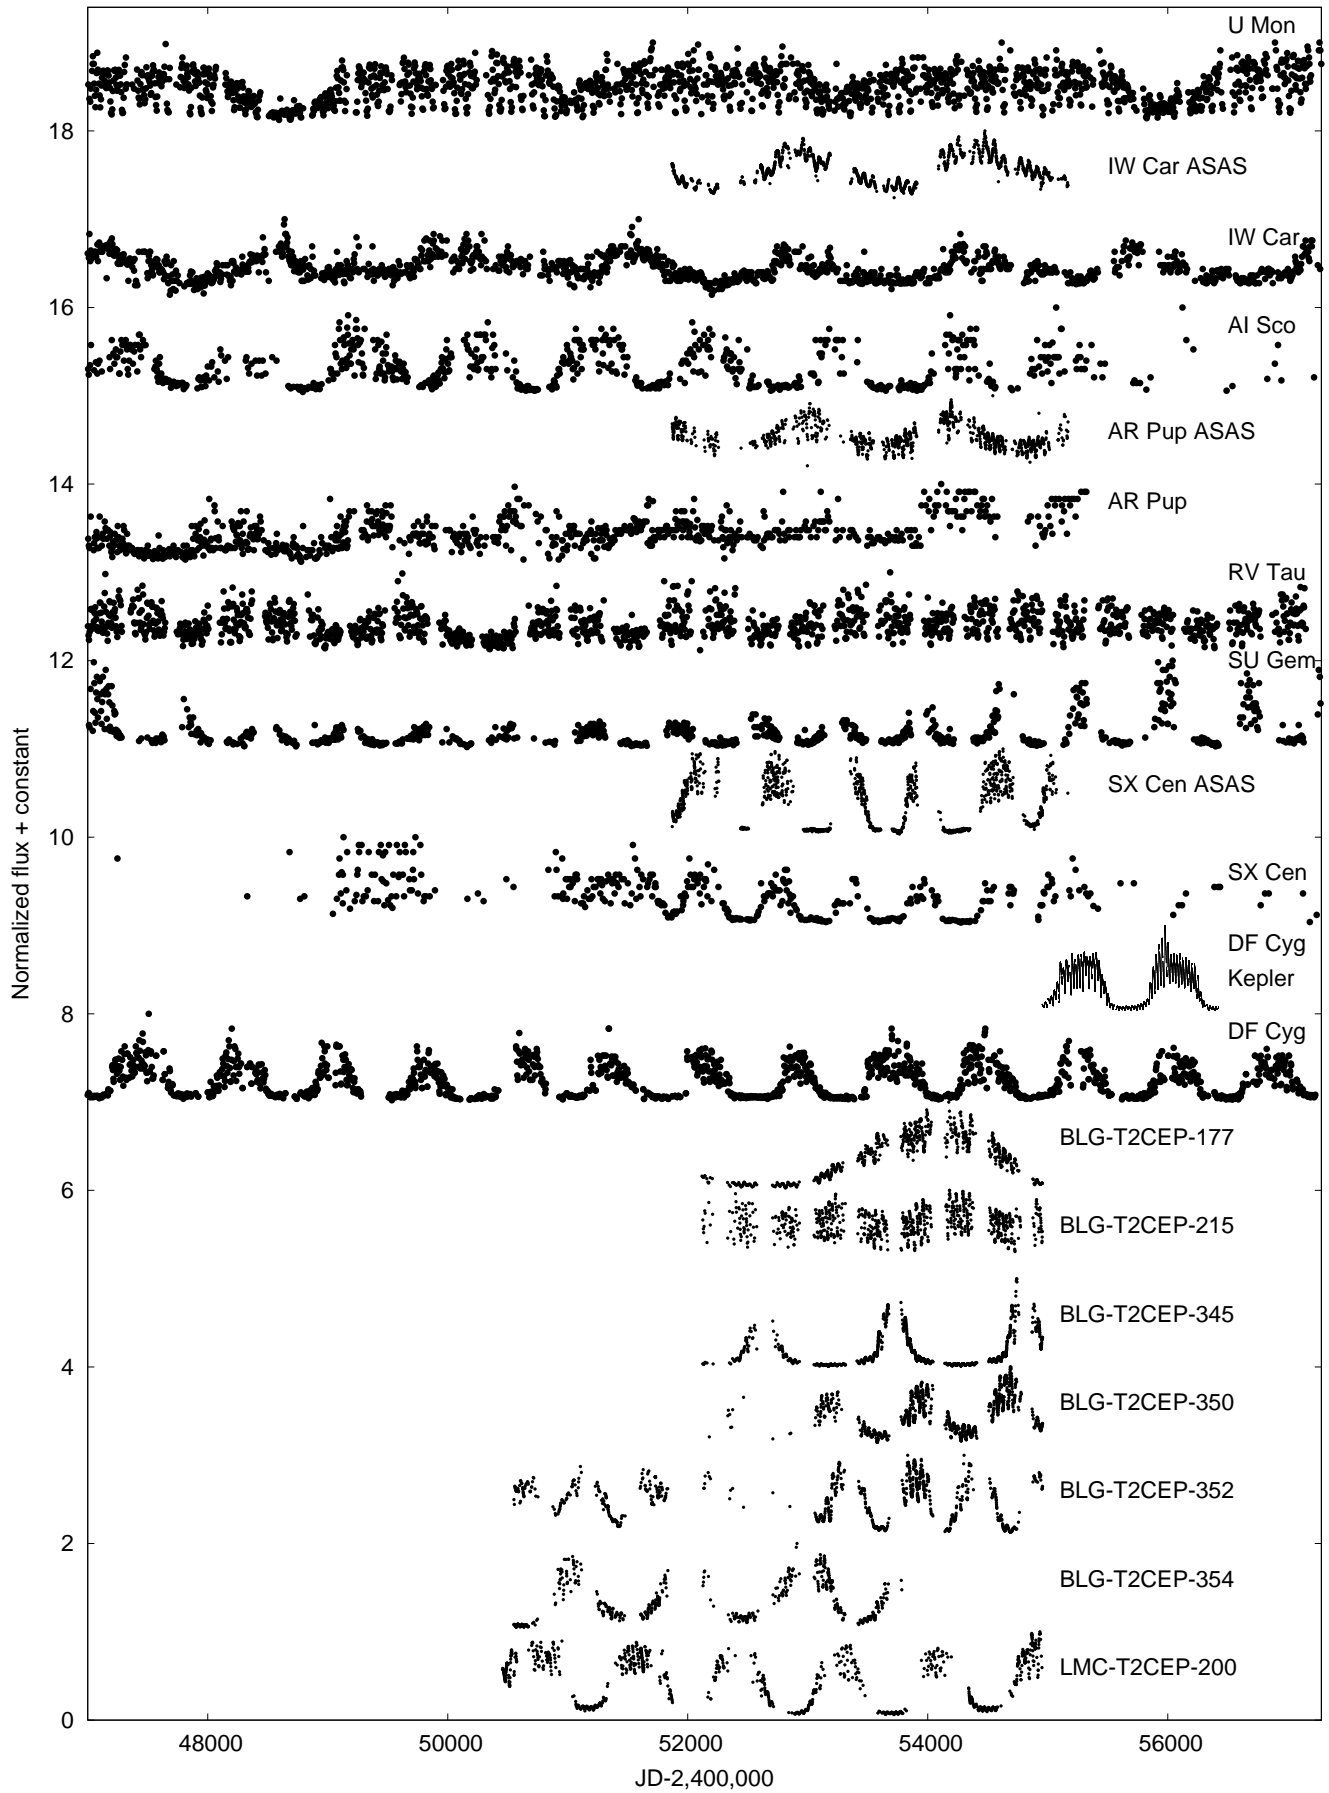 U Mon
18
IW Car ASAS
IW Car
16
AI Sco
AR Pup ASAS
14
AR Pup
RV Tau
12
SU Gem
SX Cen ASAS
10
SX Cen
DF Cyg
Kepler
8
DF Cyg
BLG-T2CEP-177
6
BLG-T2CEP-215
BLG-T2CEP-345
4
BLG-T2CEP-350
BLG-T2CEP-352
2
BLG-T2CEP-354
LMC-T2CEP-200
0
Normalized flux + constant
48000 50000 52000 54000 56000
JD-2,400,000